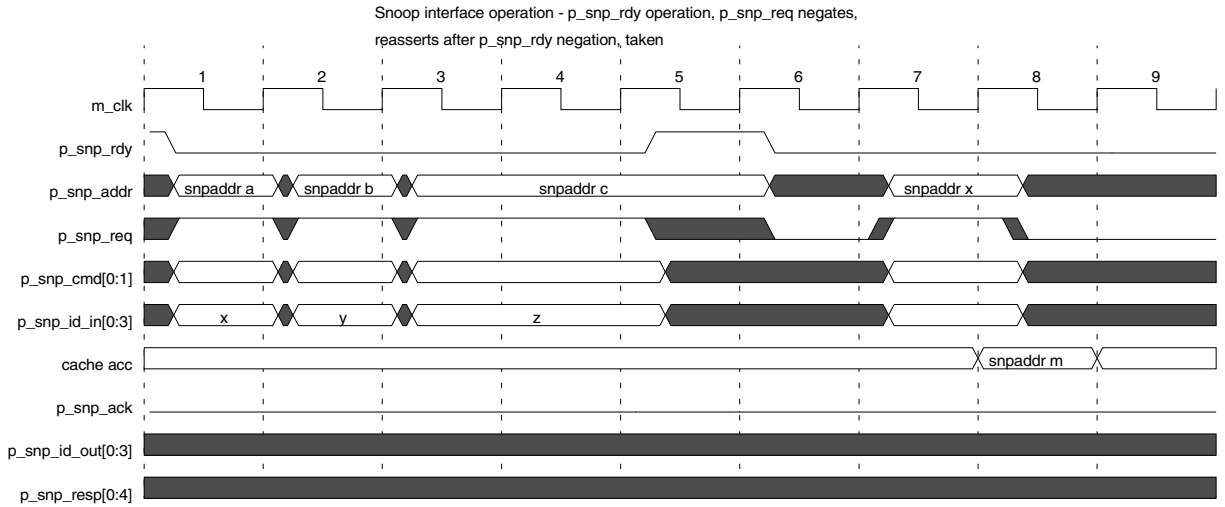 Snoop interface operation - p_snp_rdy operation, p_snp_req negates,
reasserts after p_snp_rdy negation, taken
1 2 3 4 5 6 7 8 9
m_clk
p_snp_rdy
p_snp_addr snpaddr a snpaddr b snpaddr c snpaddr x
p_snp_req
p_snp_cmd[0:1]
p_snp_id_in[0:3] x y z
cache acc snpaddr m
p_snp_ack
p_snp_id_out[0:3]
p_snp_resp[0:4]